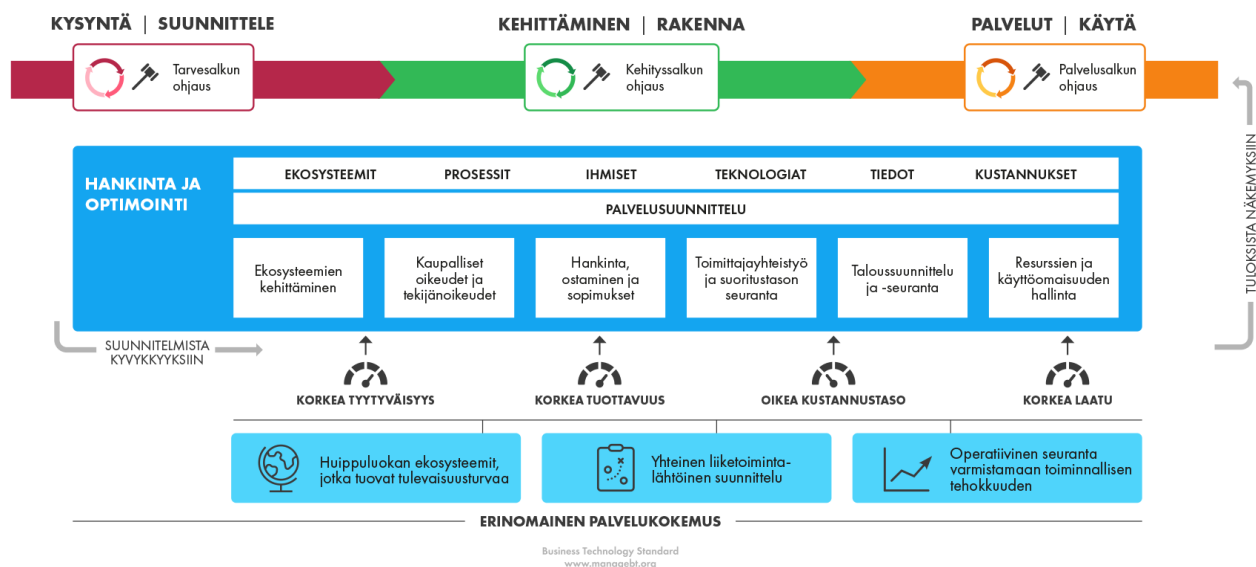 KYSYNTÄ | SUUNNITTELE
KEHITTÄMINEN | RAKENNA
PALVELUT | KÄYTÄ
Tarvesalkun
ohjaus
Kehityssalkun
ohjaus
Palvelusalkun
ohjaus
HANKINTA JA
OPTIMOINTI
EKOSYSTEEMIT
PROSESSIT
IHMISET
TEKNOLOGIAT
TIEDOT
KUSTANNUKSET
PALVELUSUUNNITTELU
Ekosysteemien
kehittäminen
Kaupalliset
oikeudet ja
tekijänoikeudet
Hankinta,
ostaminen ja
sopimukset
Toimittajayhteistyö
ja suoritustason
seuranta
Taloussuunnittelu
ja -seuranta
Resurssien ja
käyttöomaisuuden
hallinta
TULOKSISTA NÄKEMYKSIIN
SUUNNITELMISTA
KYVYKKYYKSIIN
KORKEA TYYTYVÄISYYS
KORKEA TUOTTAVUUS
OIKEA KUSTANNUSTASO
KORKEA LAATU
Huippuluokan ekosysteemit,
jotka tuovat tulevaisuusturvaa
Yhteinen liiketoiminta-
lähtöinen suunnittelu
Operatiivinen seuranta
varmistamaan toiminnallisen
tehokkuuden
ERINOMAINEN PALVELUKOKEMUS
Business Technology Standard
www.managebt.org